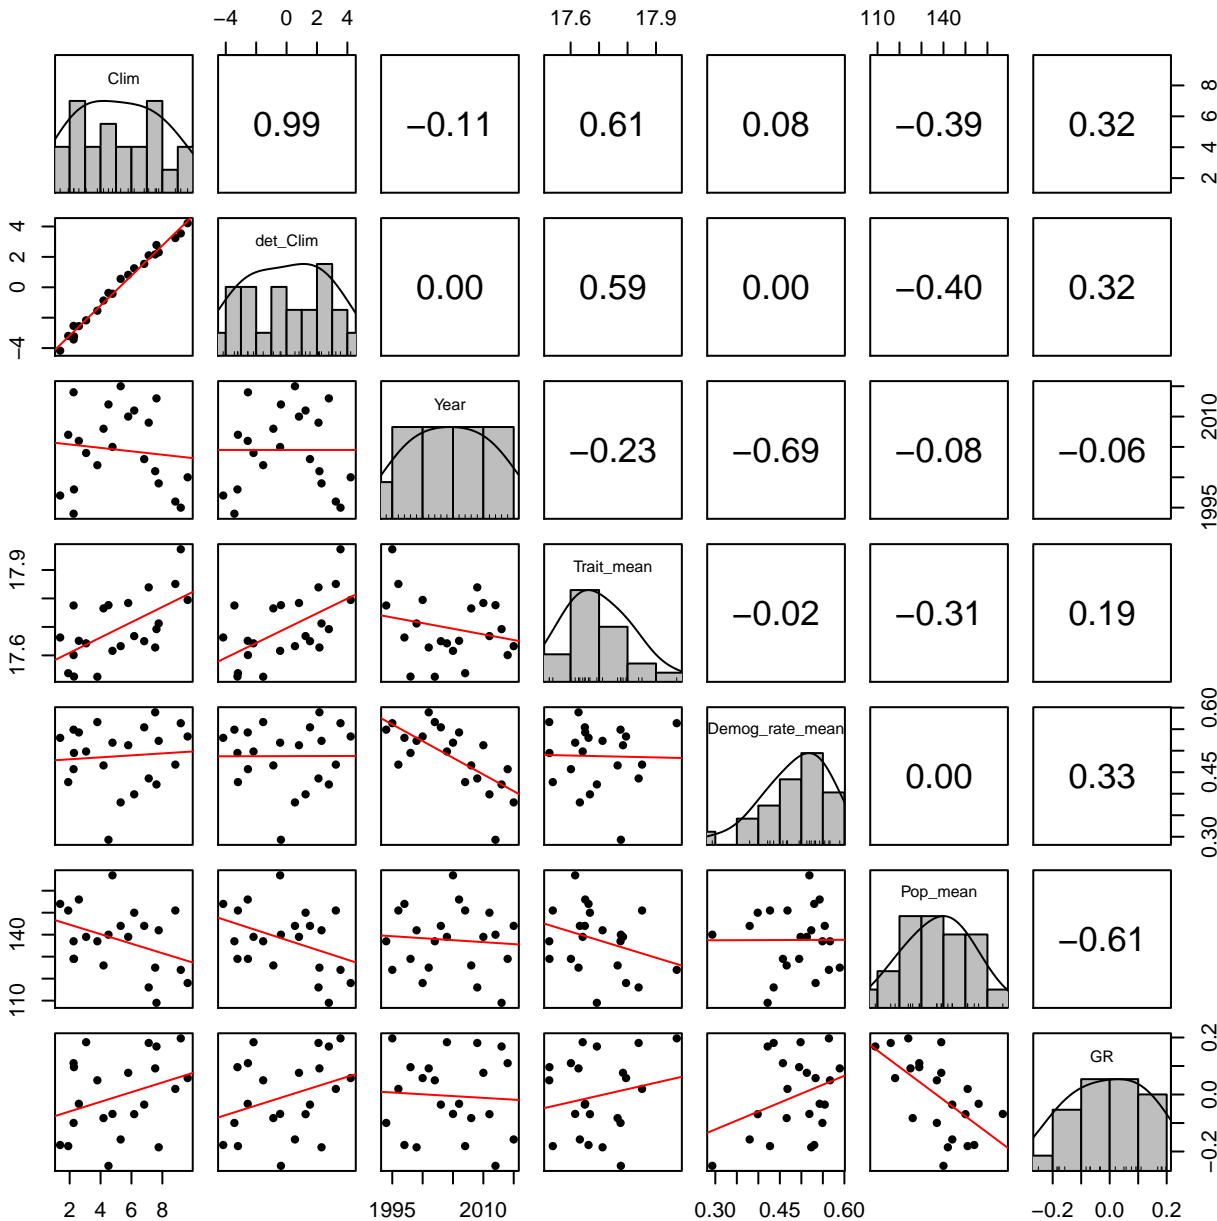 −4 0 2 4 17.6 17.9 110 140
Clim 0.99 −0.11 0.61 0.08 −0.39 0.32 2 4 6 8
−4 0 2 4 det_Clim 0.00 0.59 0.00 −0.40 0.32
Year −0.23 −0.69 −0.08 −0.06 1995 2010
17.6 17.9 Trait_mean −0.02 −0.31 0.19
Demog_rate_mean 0.00 0.33 0.30 0.45 0.60
110 140 Pop_mean −0.61
GR −0.2 0.0 0.2
2 4 6 8 1995 2010 0.30 0.45 0.60 −0.2 0.0 0.2